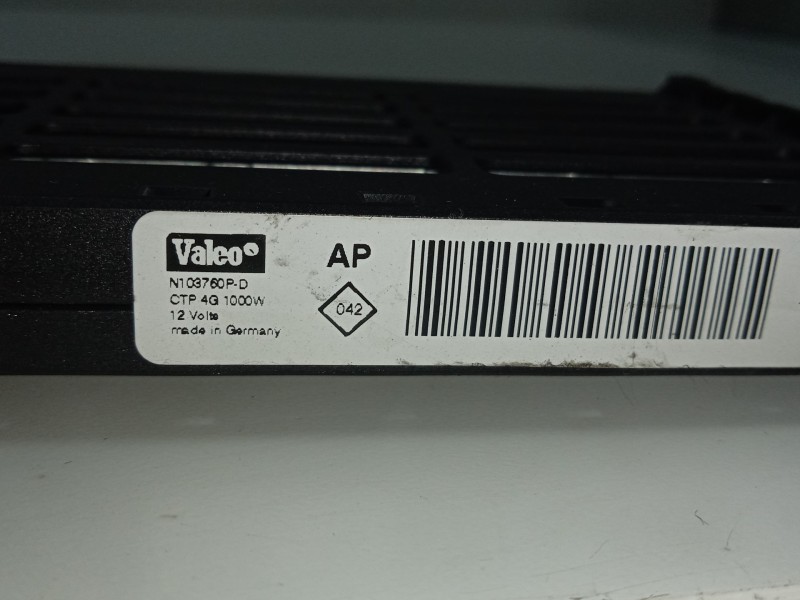 Valeo
N103760P-D
CTP 4G 1000W
12 Volts
made in Germany
AP
042